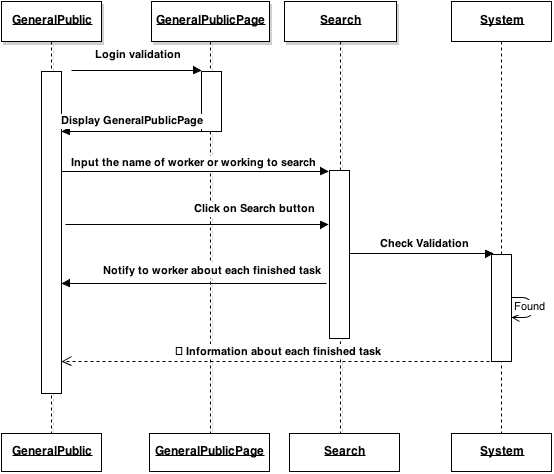 GeneralPublic
GeneralPublicPage
Search
System
Login validation
Display GeneralPublicPage
Input the name of worker or working to search
Click on Search button
Check Validation
Notify to worker about each finished task
Found
Information about each finished task
GeneralPublic
GeneralPublicPage
Search
System